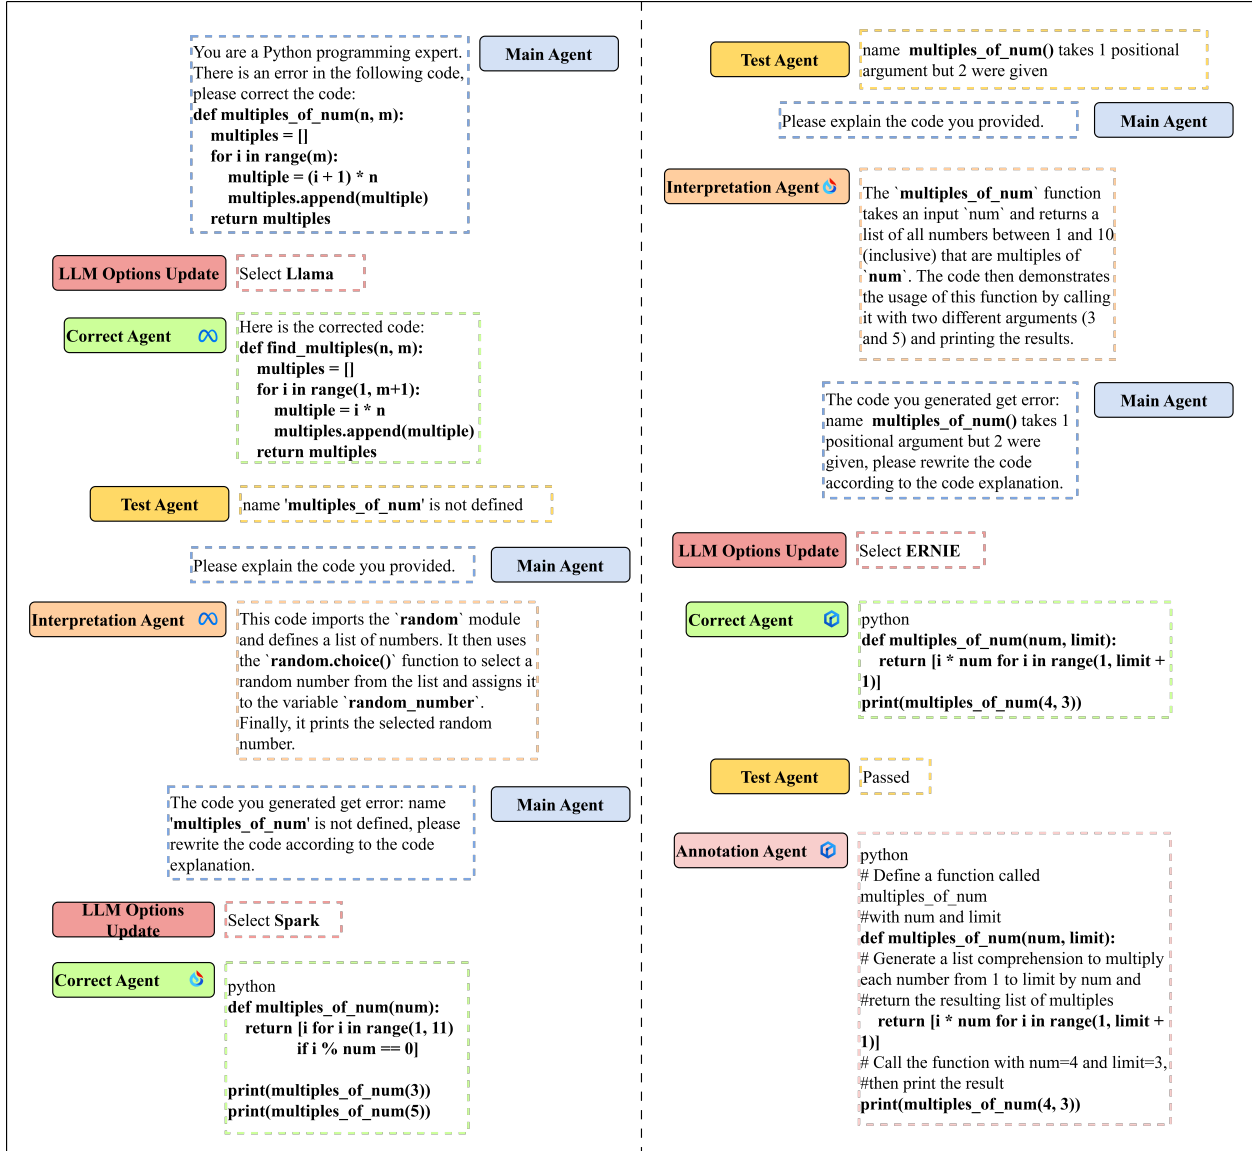 You are a Python programming expert.
There is an error in the following code,
please correct the code:
def multiples_of_num(n, m):
    multiples = []
    for i in range(m):
        multiple = (i + 1) * n
        multiples.append(multiple)
    return multiples
Main Agent
LLM Options Update
Select Llama
Correct Agent
Here is the corrected code:
def find_multiples(n, m):
    multiples = []
    for i in range(1, m+1):
        multiple = i * n
        multiples.append(multiple)
    return multiples
Test Agent
name 'multiples_of_num' is not defined
Please explain the code you provided.
Main Agent
Interpretation Agent
This code imports the `random` module
and defines a list of numbers. It then uses
the `random.choice()` function to select a
random number from the list and assigns it
to the variable `random_number`.
Finally, it prints the selected random
number.
The code you generated get error: name
'multiples_of_num' is not defined, please
rewrite the code according to the code
explanation.
Main Agent
LLM Options
Update
Select Spark
Correct Agent
python
def multiples_of_num(num):
    return [i for i in range(1, 11)
if i % num == 0]
print(multiples_of_num(3))
print(multiples_of_num(5))
Test Agent
name  multiples_of_num() takes 1 positional
argument but 2 were given
Please explain the code you provided.
Main Agent
Interpretation Agent
The `multiples_of_num` function
takes an input `num` and returns a
list of all numbers between 1 and 10
(inclusive) that are multiples of
`num`. The code then demonstrates
the usage of this function by calling
it with two different arguments (3
and 5) and printing the results.
The code you generated get error:
name  multiples_of_num() takes 1
positional argument but 2 were
given, please rewrite the code
according to the code explanation.
Main Agent
LLM Options Update
Select ERNIE
Correct Agent
python
def multiples_of_num(num, limit):
    return [i * num for i in range(1, limit +
1)]
print(multiples_of_num(4, 3))
Test Agent
Passed
Annotation Agent
python
# Define a function called
multiples_of_num
#with num and limit
def multiples_of_num(num, limit):
# Generate a list comprehension to multiply
each number from 1 to limit by num and
#return the resulting list of multiples
    return [i * num for i in range(1, limit +
1)]
# Call the function with num=4 and limit=3,
#then print the result
print(multiples_of_num(4, 3))